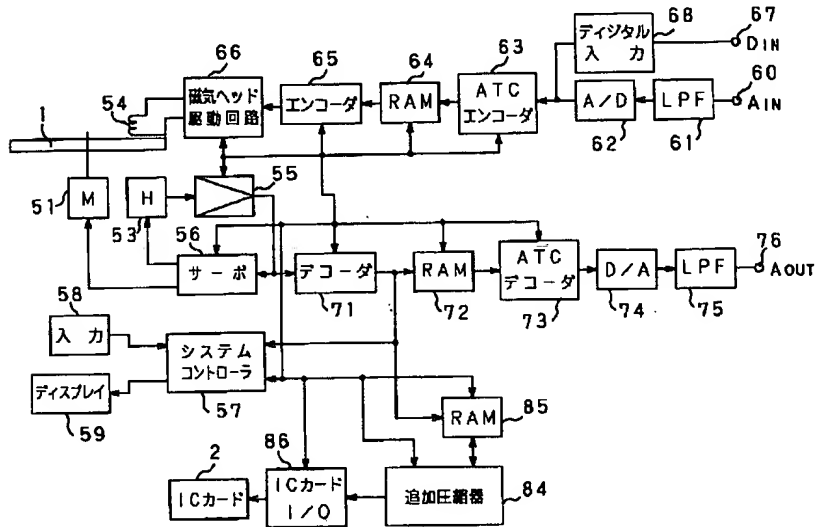 68
67
ディジタル
入 力
DIN
66
65
64
63
60
磁気ヘッド
駆動回路
エンコーダ
RAM
ATC
エンコーダ
A/D
LPF
AIN
62
61
54
1
55
51
M
H
53
56
サーボ
デコーダ
71
RAM
72
ATC
デコーダ
73
D/A
74
LPF
75
76
AOUT
58
入 力
システム
コントローラ
57
ディスプレイ
59
RAM
85
2
86
ICカード
ICカード
I/O
追加圧縮器
84